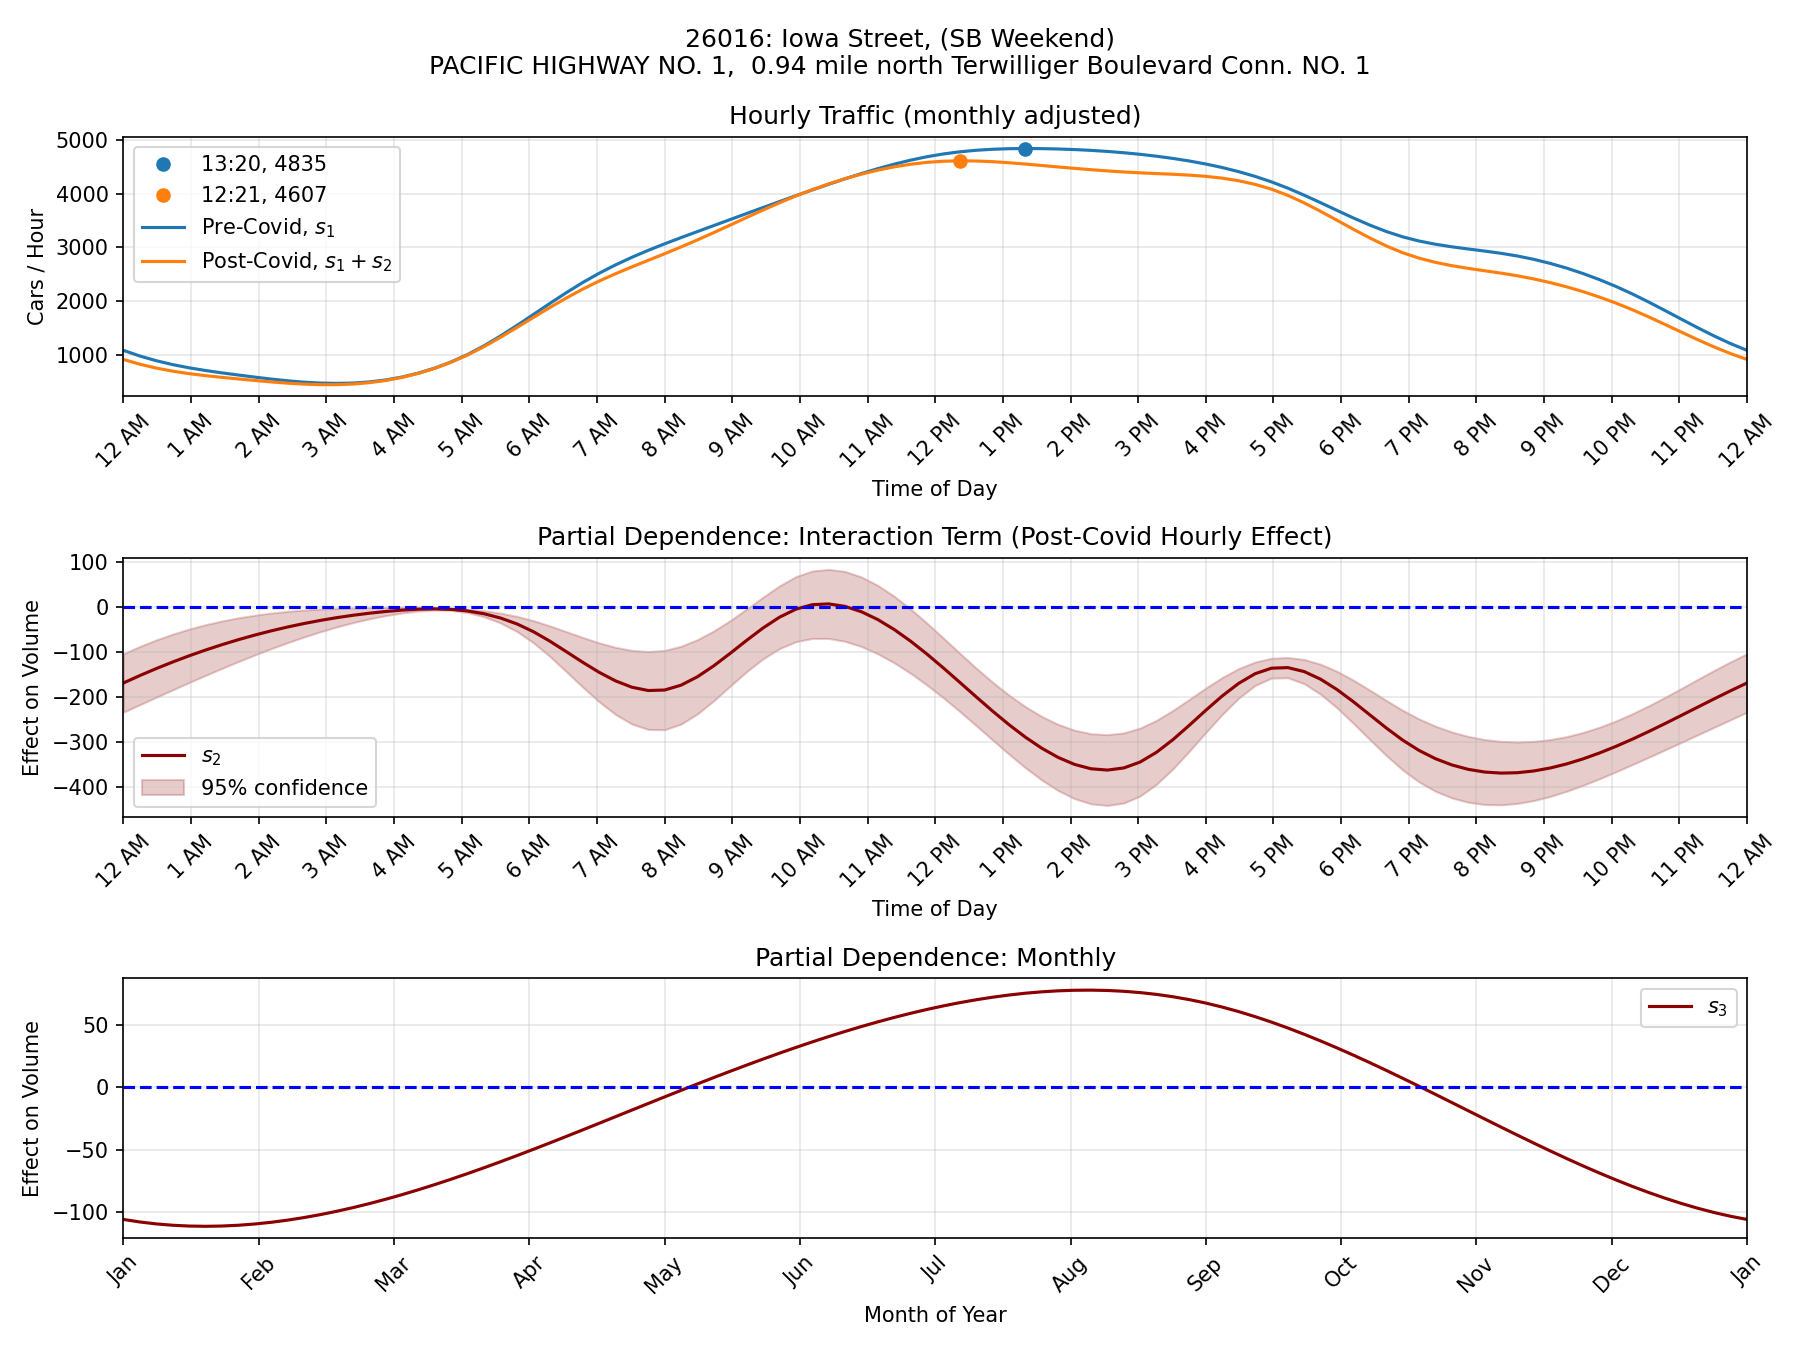 26016: Iowa Street, (SB Weekend)
PACIFIC HIGHWAY NO. 1,  0.94 mile north Terwilliger Boulevard Conn. NO. 1
Hourly Traffic (monthly adjusted)
5000
4000
3000
2000
1000
Cars / Hour
13:20, 4835
12:21, 4607
Pre-Covid, s1
Post-Covid, s1 + s2
12 AM 1 AM 2 AM 3 AM 4 AM 5 AM 6 AM 7 AM 8 AM 9 AM 10 AM 11 AM 12 PM 1 PM 2 PM 3 PM 4 PM 5 PM 6 PM 7 PM 8 PM 9 PM 10 PM 11 PM 12 AM
Time of Day
Partial Dependence: Interaction Term (Post-Covid Hourly Effect)
100
0
−100
−200
−300
−400
Effect on Volume
s2
95% confidence
12 AM 1 AM 2 AM 3 AM 4 AM 5 AM 6 AM 7 AM 8 AM 9 AM 10 AM 11 AM 12 PM 1 PM 2 PM 3 PM 4 PM 5 PM 6 PM 7 PM 8 PM 9 PM 10 PM 11 PM 12 AM
Time of Day
Partial Dependence: Monthly
50
0
−50
−100
Effect on Volume
s3
Jan Feb Mar Apr May Jun Jul Aug Sep Oct Nov Dec Jan
Month of Year